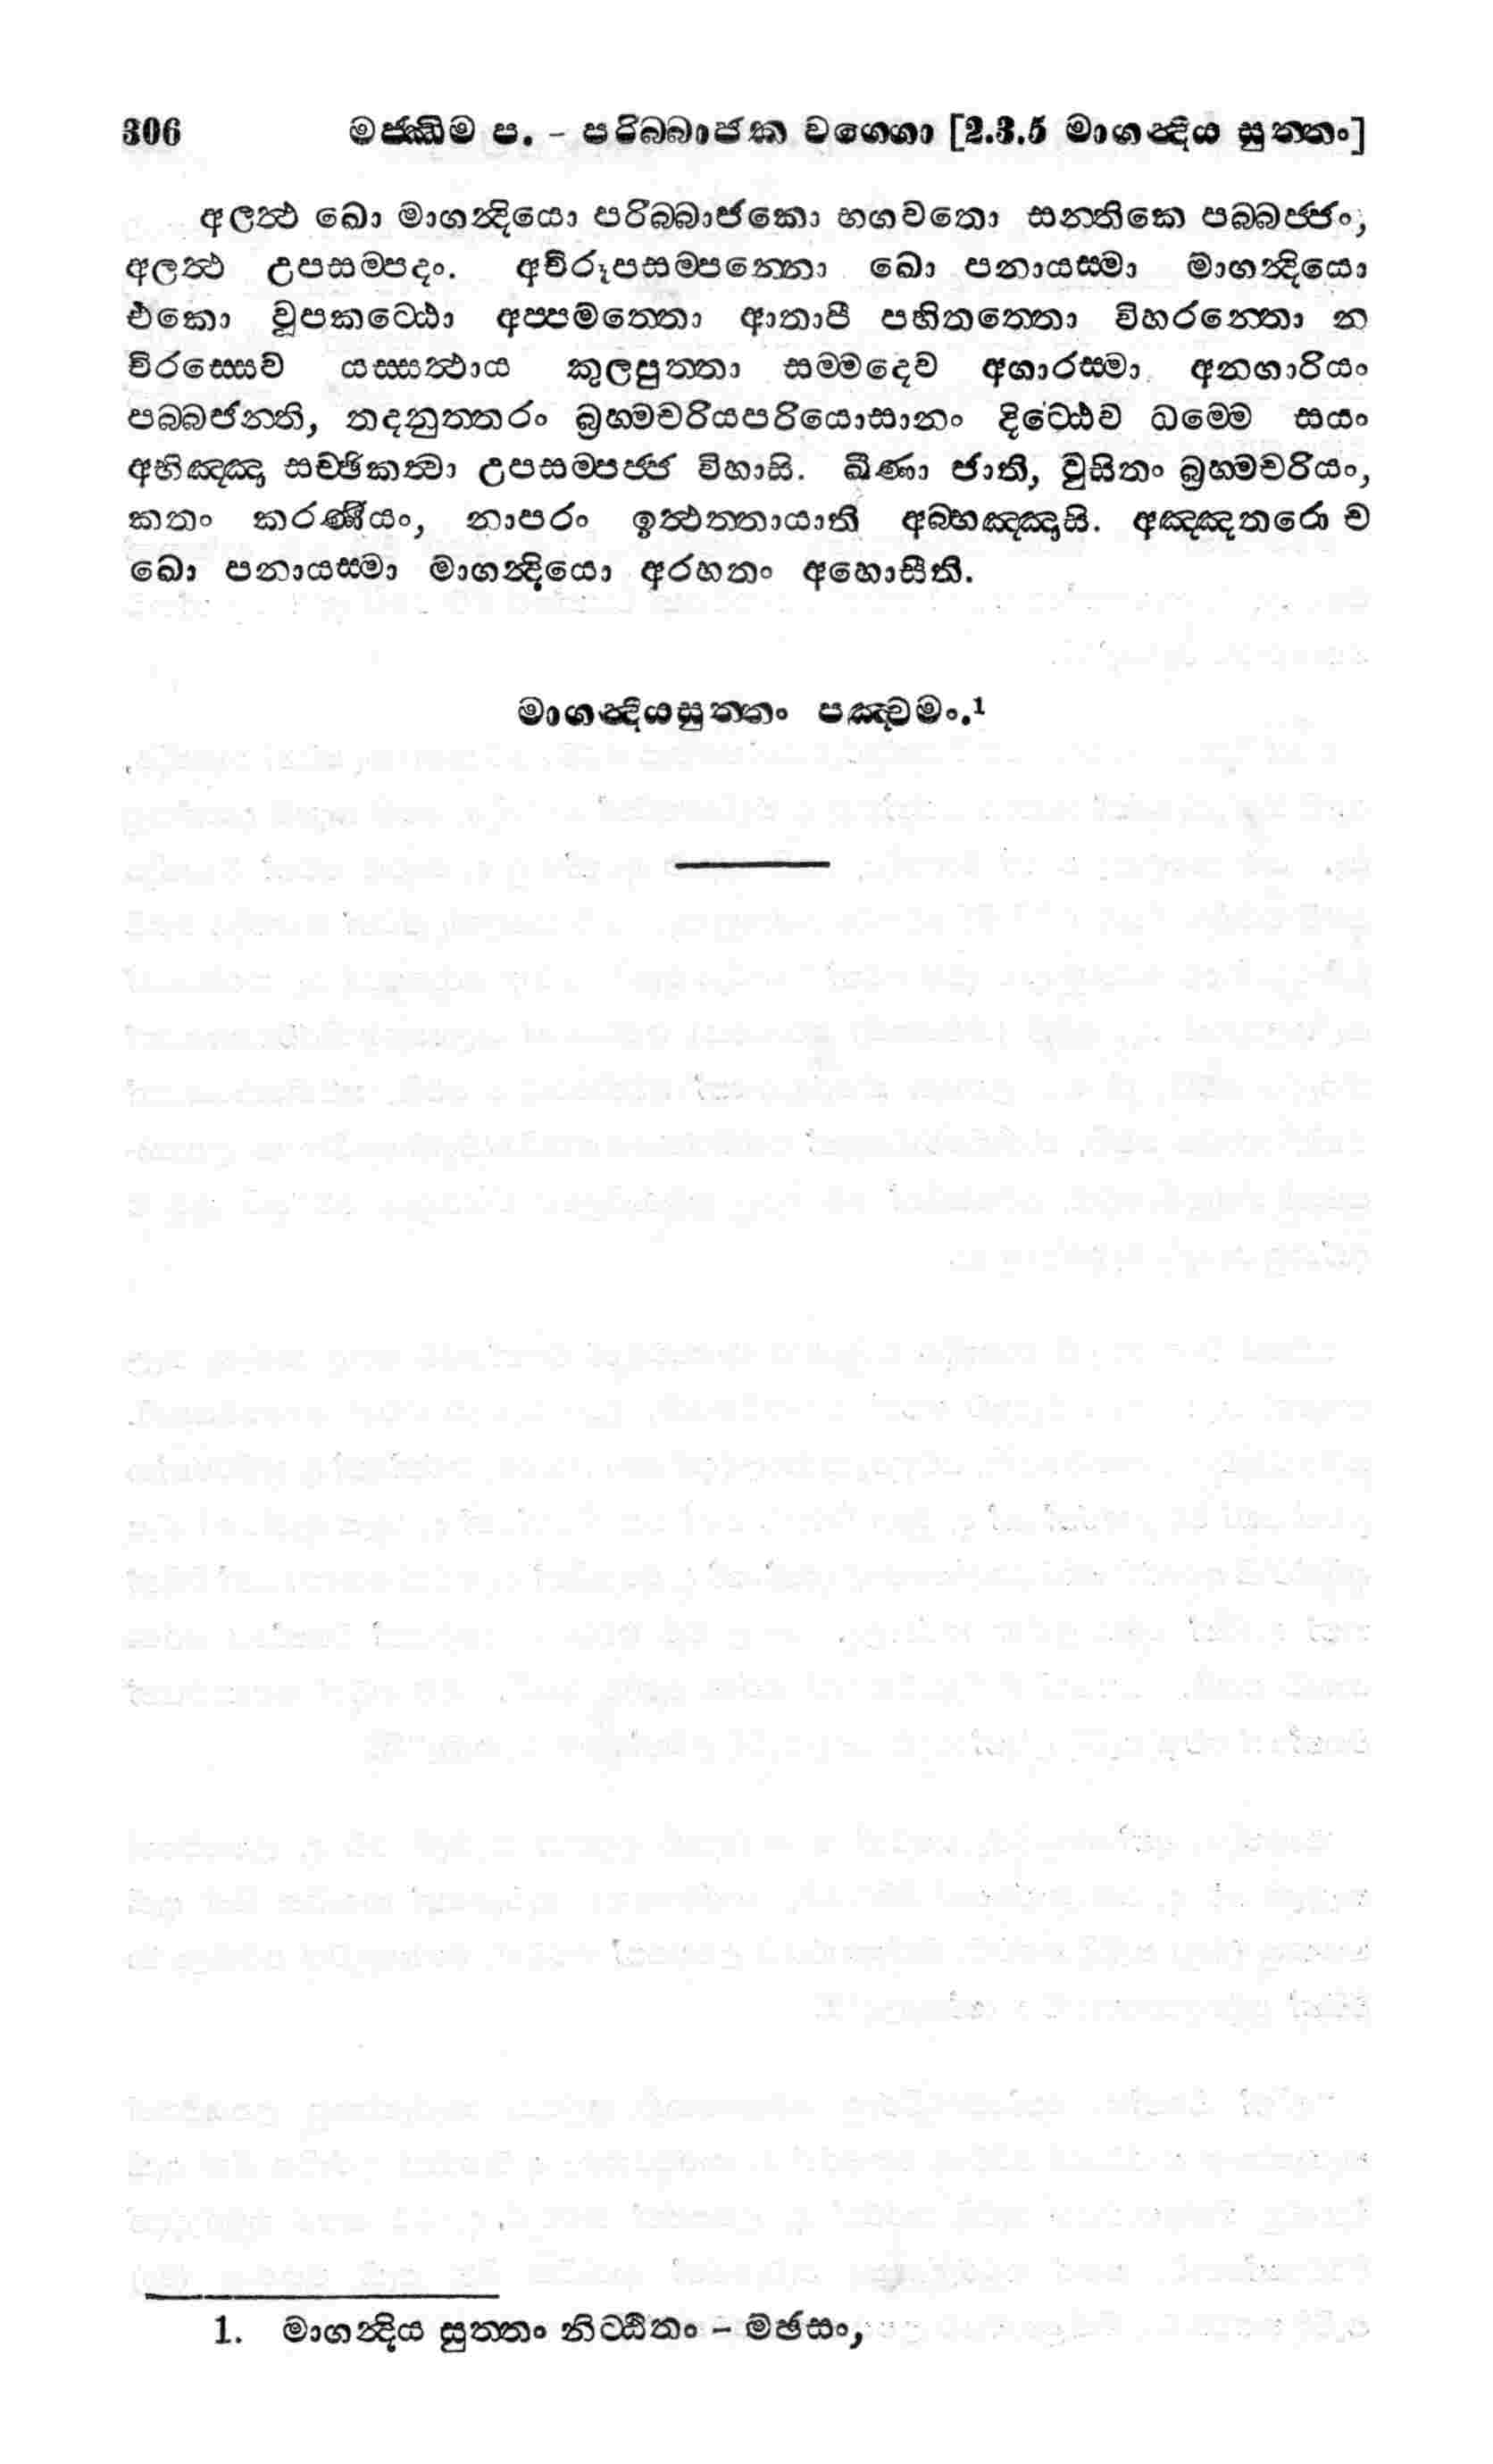 306 මජ්ඣිම ප. - පරිබ්බාජක වග්ගො [2.3.5 මාගන්දිය සුත්තං]
අලත්ථ ඛො මාගන්දියො පරිබ්බාජකො භගවතො සන්තිකෙ පබ්බජ්ජං,
අලත්ථ උපසම්පදං. අචිරූපසම්පන්නො ඛො පනායස්මා මාගන්දියො
එකො වූපකට්ඨො අප්පමත්තො ආතාපී පහිතත්තො විහරන්තො න
චිරස්සෙව යස්සත්ථාය කුලපුත්තා සම්මදෙව අගාරස්මා අනගාරියං
පබ්බජන්ති, තදනුත්තරං බ්‍රහ්මචරියපරියොසානං දිට්ඨෙව ධම්මෙ සයං
අභිඤ්ඤා සච්ඡිකත්වා උපසම්පජ්ජ විහාසි. ඛීණා ජාති, වුසිතං බ්‍රහ්මචරියං,
කතං කරණීයං, නාපරං ඉත්ථත්තායාති අබ්භඤ්ඤාසි. අඤ්ඤතරො ච
ඛො පනායස්මා මාගන්දියො අරහතං අහොසීති.
මාගන්දියසුත්තං පඤ්චමං.¹
1. මාගන්දිය සුත්තං නිට්ඨිතං - මඡසං,